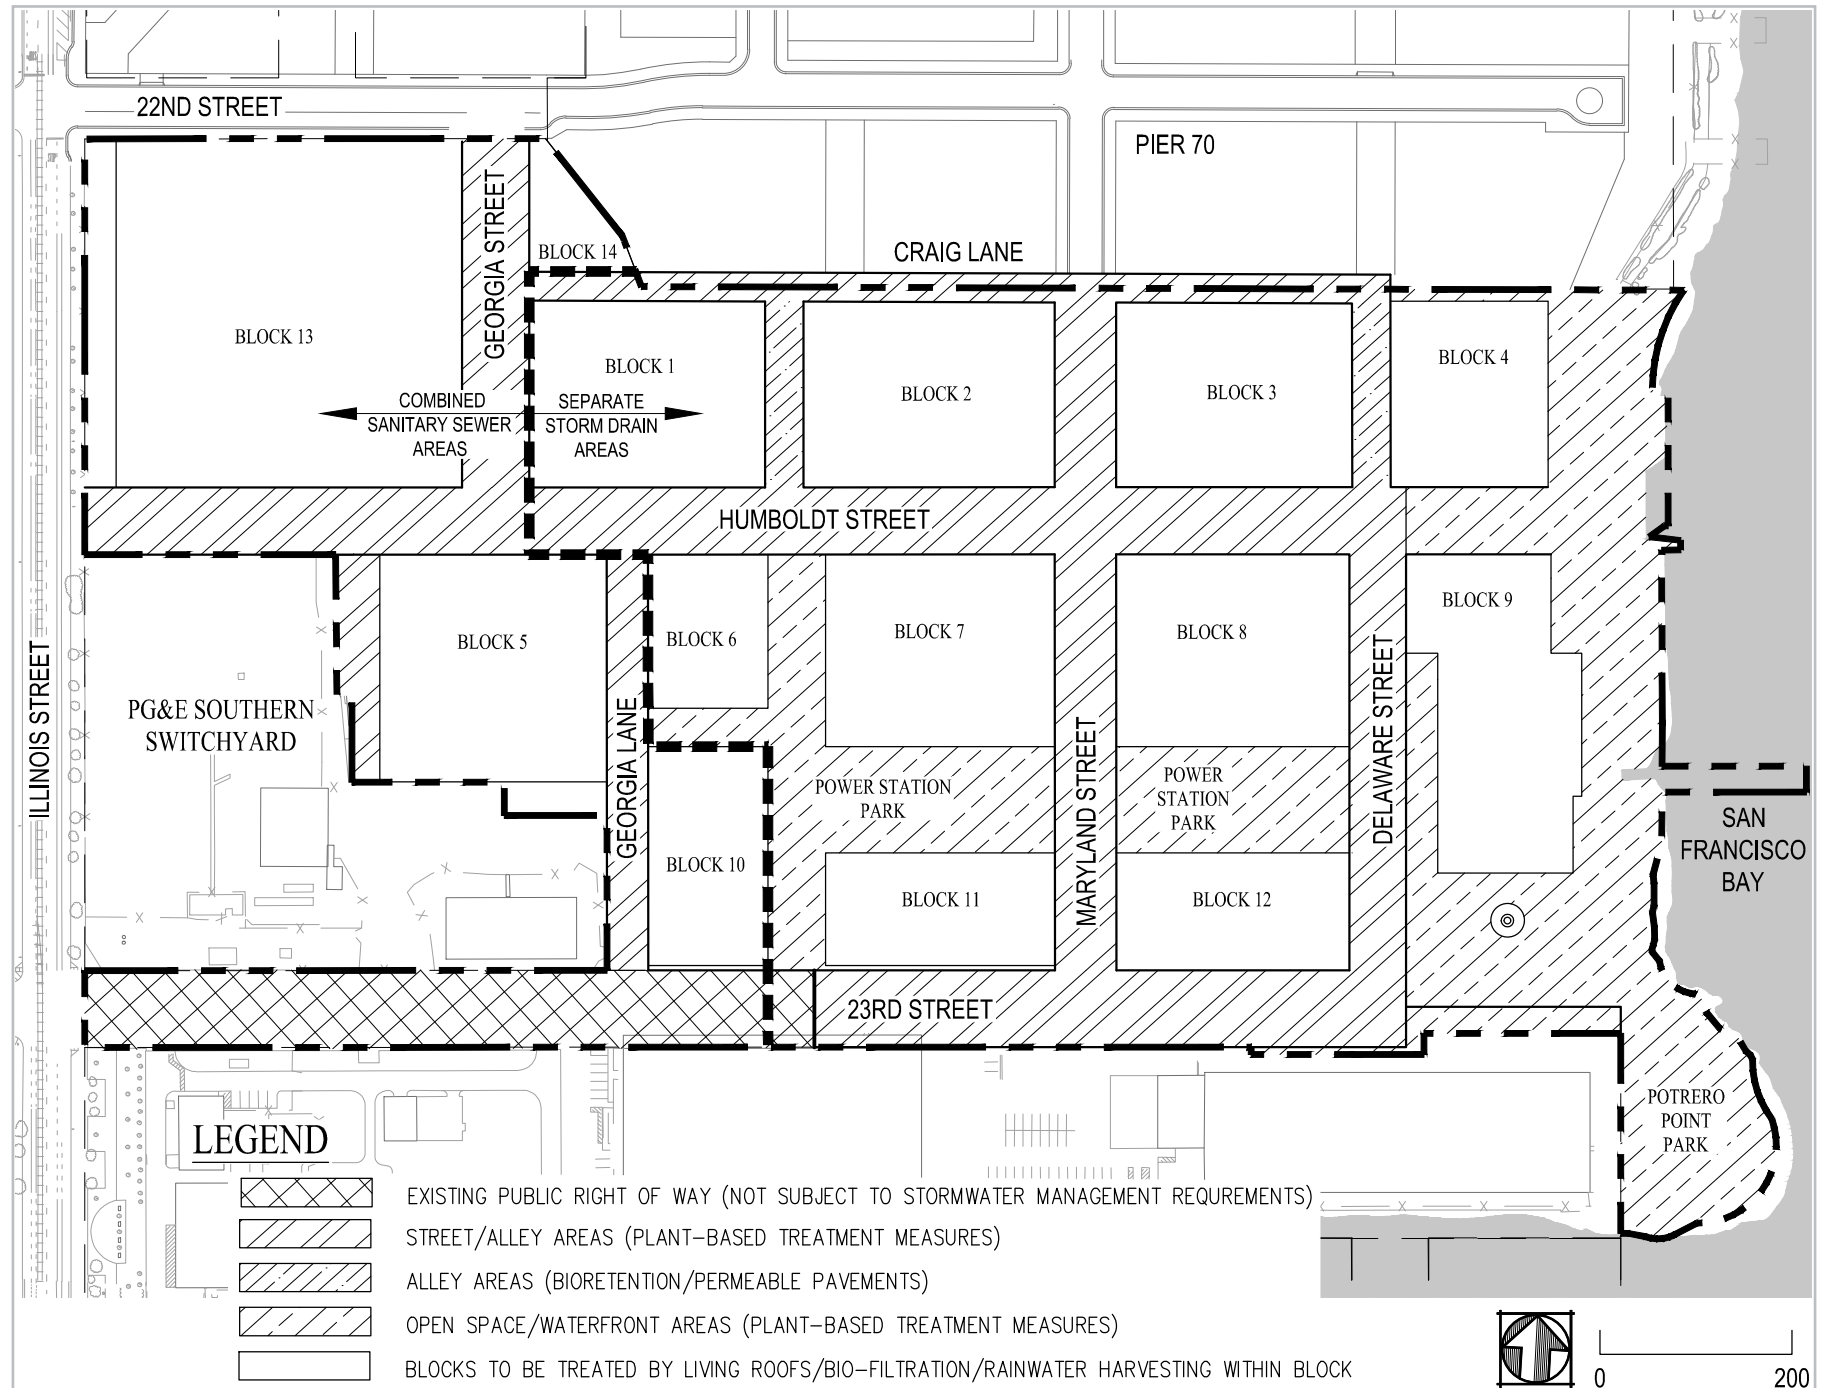 22ND STREET
PIER 70
GEORGIA STREET
BLOCK 14
CRAIG LANE
BLOCK 13
BLOCK 1
BLOCK 2
BLOCK 3
BLOCK 4
COMBINED
SANITARY SEWER
AREAS
SEPARATE
STORM DRAIN
AREAS
HUMBOLDT STREET
ILLINOIS STREET
PG&E SOUTHERN
SWITCHYARD
BLOCK 5
GEORGIA LANE
BLOCK 6
BLOCK 7
BLOCK 8
BLOCK 9
MARYLAND STREET
DELAWARE STREET
POWER STATION
PARK
POWER
STATION
PARK
BLOCK 10
BLOCK 11
BLOCK 12
SAN
FRANCISCO
BAY
23RD STREET
POTRERO
POINT
PARK
LEGEND
EXISTING PUBLIC RIGHT OF WAY (NOT SUBJECT TO STORMWATER MANAGEMENT REQUREMENTS)
STREET/ALLEY AREAS (PLANT-BASED TREATMENT MEASURES)
ALLEY AREAS (BIORETENTION/PERMEABLE PAVEMENTS)
OPEN SPACE/WATERFRONT AREAS (PLANT-BASED TREATMENT MEASURES)
BLOCKS TO BE TREATED BY LIVING ROOFS/BIO-FILTRATION/RAINWATER HARVESTING WITHIN BLOCK
0 200